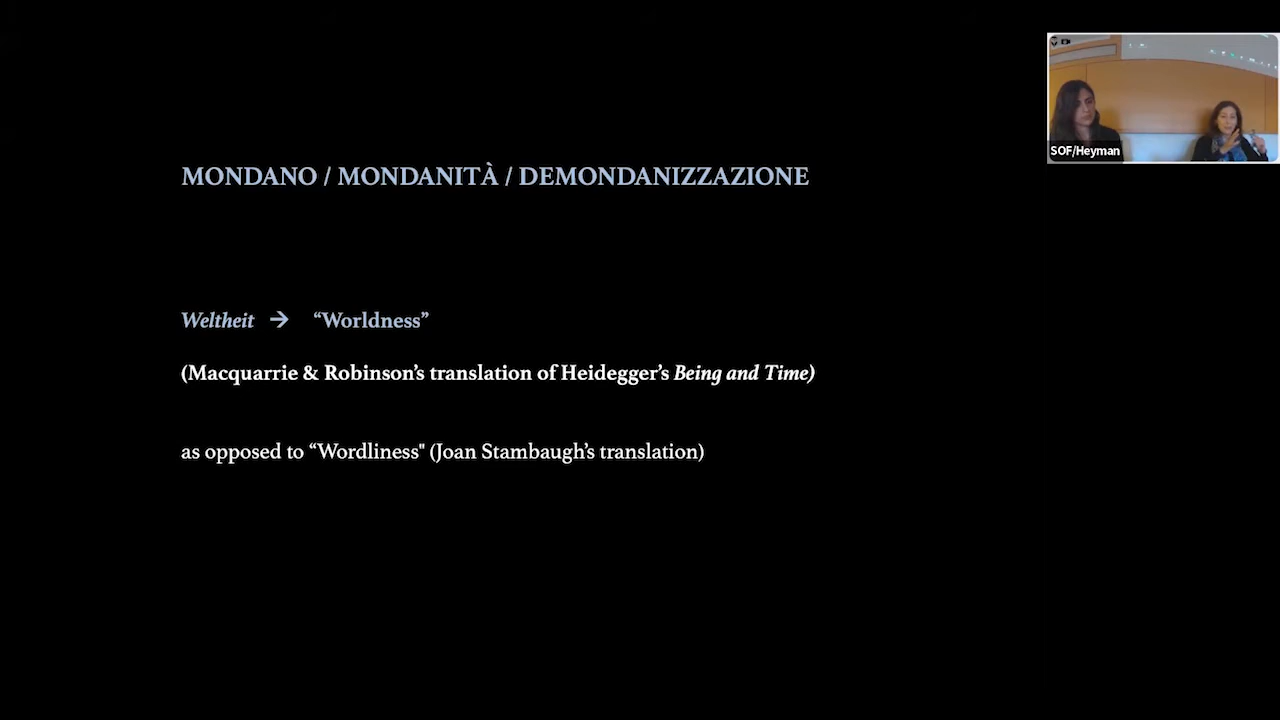 SOF/Heyman
MONDANO / MONDANITÀ / DEMONDANIZZAZIONE
Weltheit → “Worldness”
(Macquarrie & Robinson’s translation of Heidegger’s Being and Time)
as opposed to “Wordliness" (Joan Stambaugh’s translation)